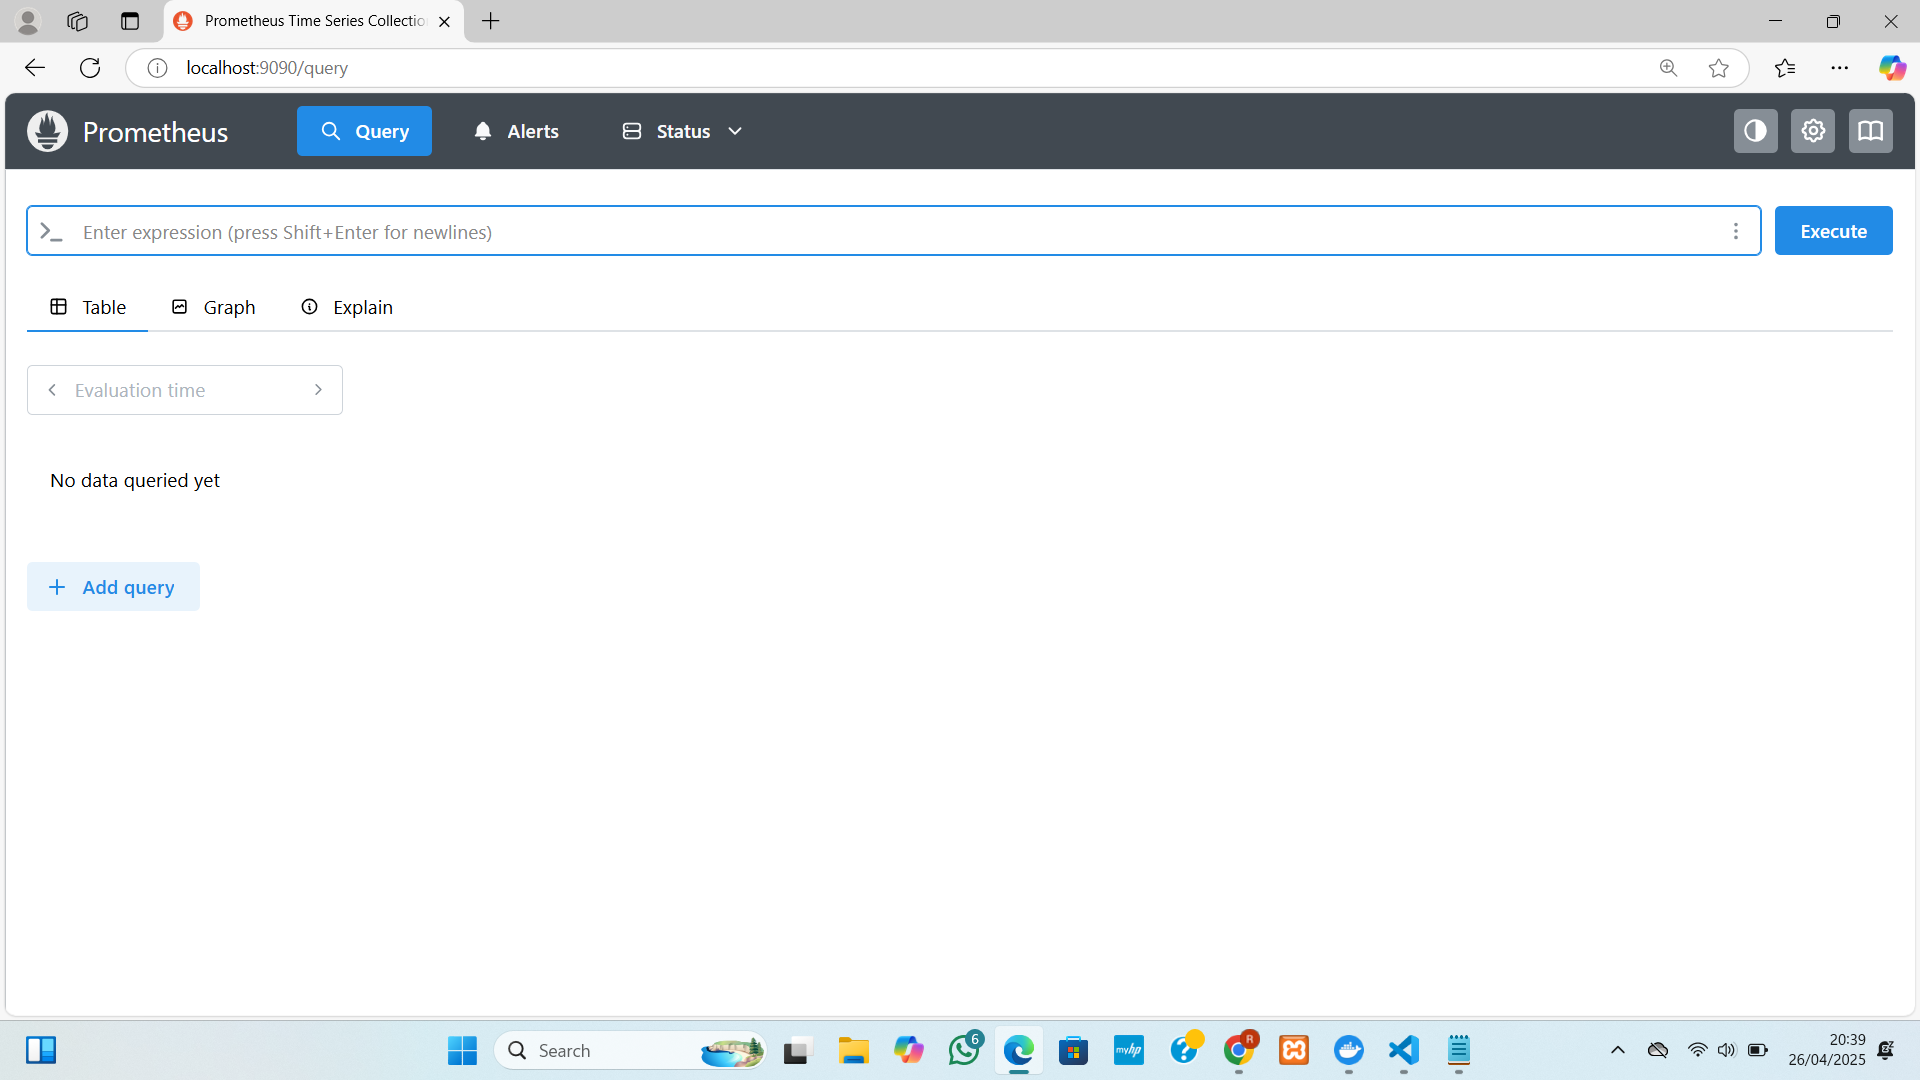 Prometheus Time Series Collectio
localhost:9090/query
Prometheus
Query
Alerts
Status
Enter expression (press Shift+Enter for newlines)
Execute
Table
Graph
Explain
Evaluation time
No data queried yet
Add query
Search
6
myhp
R
20:39
26/04/2025